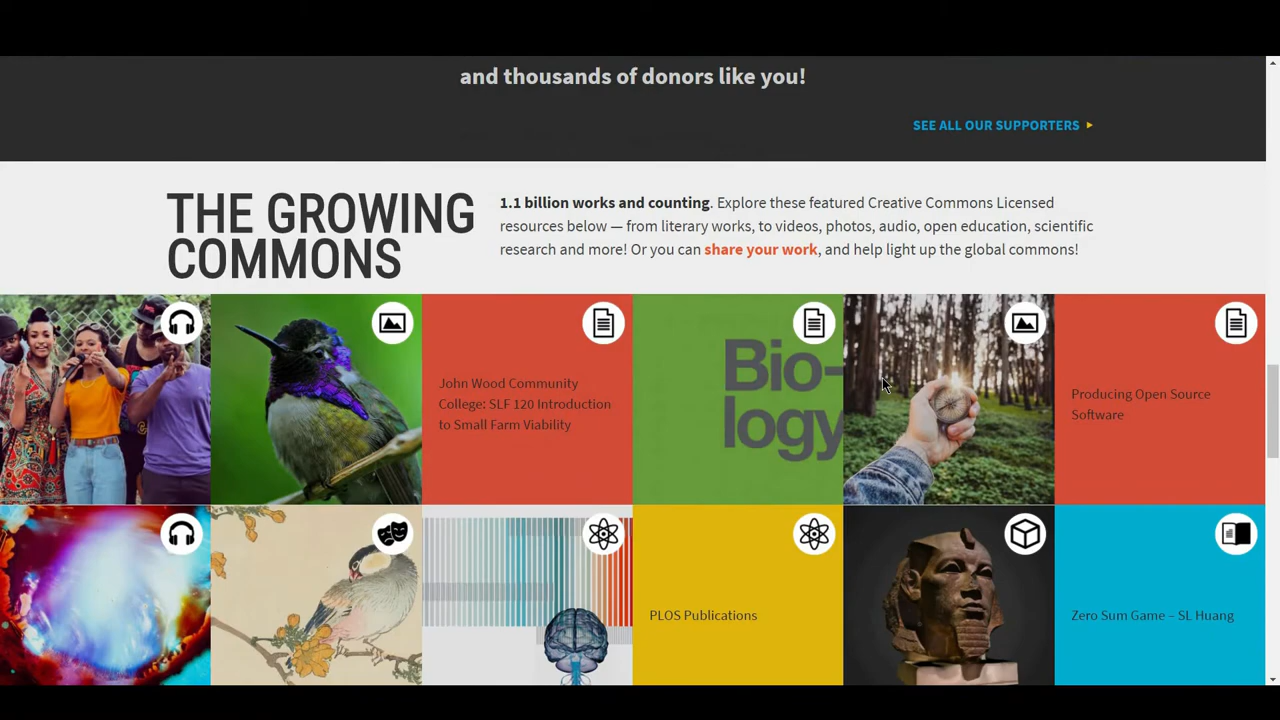 and thousands of donors like you!
SEE ALL OUR SUPPORTERS
THE GROWING
COMMONS
1.1 billion works and counting. Explore these featured Creative Commons Licensed
resources below — from literary works, to videos, photos, audio, open education, scientific
research and more! Or you can share your work, and help light up the global commons!
John Wood Community
College: SLF 120 Introduction
to Small Farm Viability
Bio-
logy
Producing Open Source
Software
PLOS Publications
Zero Sum Game – SL Huang